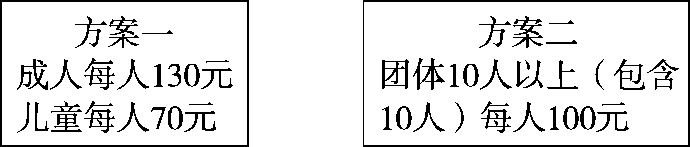 方案一
成人每人130元
儿童每人70元
方案二
团体10人以上（包含
10人）每人100元